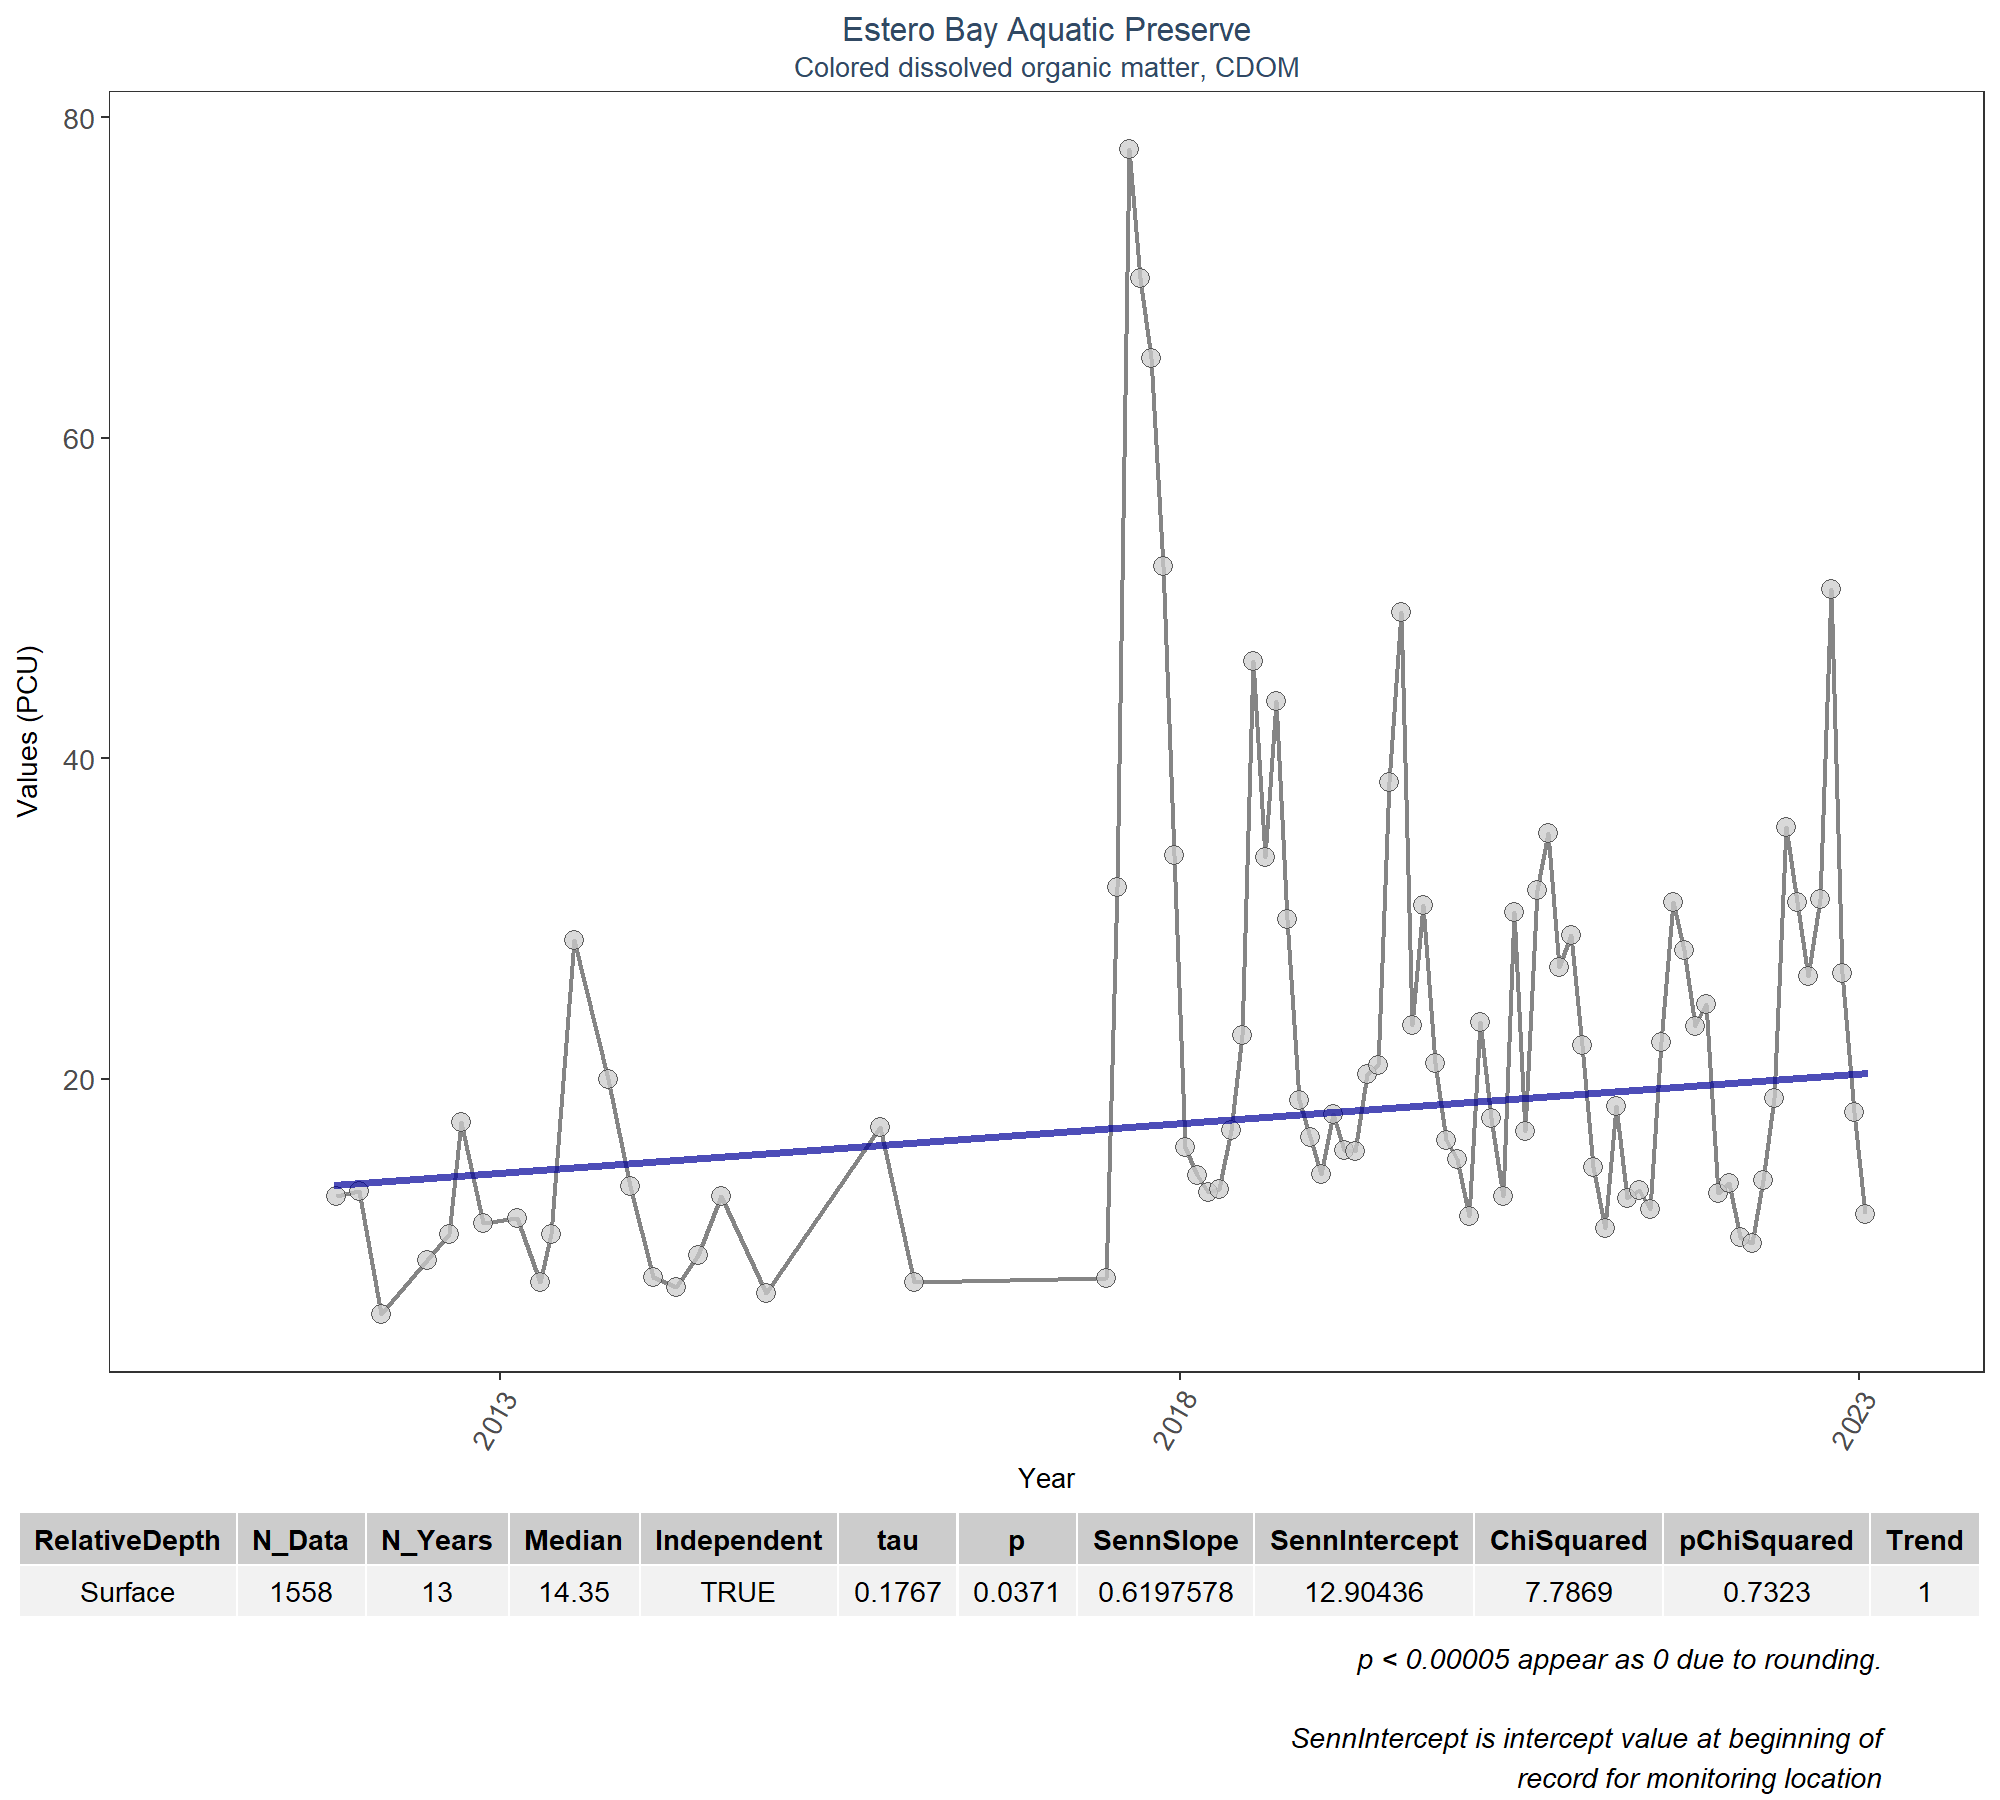 Estero Bay Aquatic Preserve
Colored dissolved organic matter, CDOM
80
60
40
20
Values (PCU)
2013
2018
2023
Year
RelativeDepth N_Data N_Years Median Independent tau p SennSlope SennIntercept ChiSquared pChiSquared Trend
Surface 1558 13 14.35 TRUE 0.1767 0.0371 0.6197578 12.90436 7.7869 0.7323 1
p < 0.00005 appear as 0 due to rounding.
SennIntercept is intercept value at beginning of
record for monitoring location